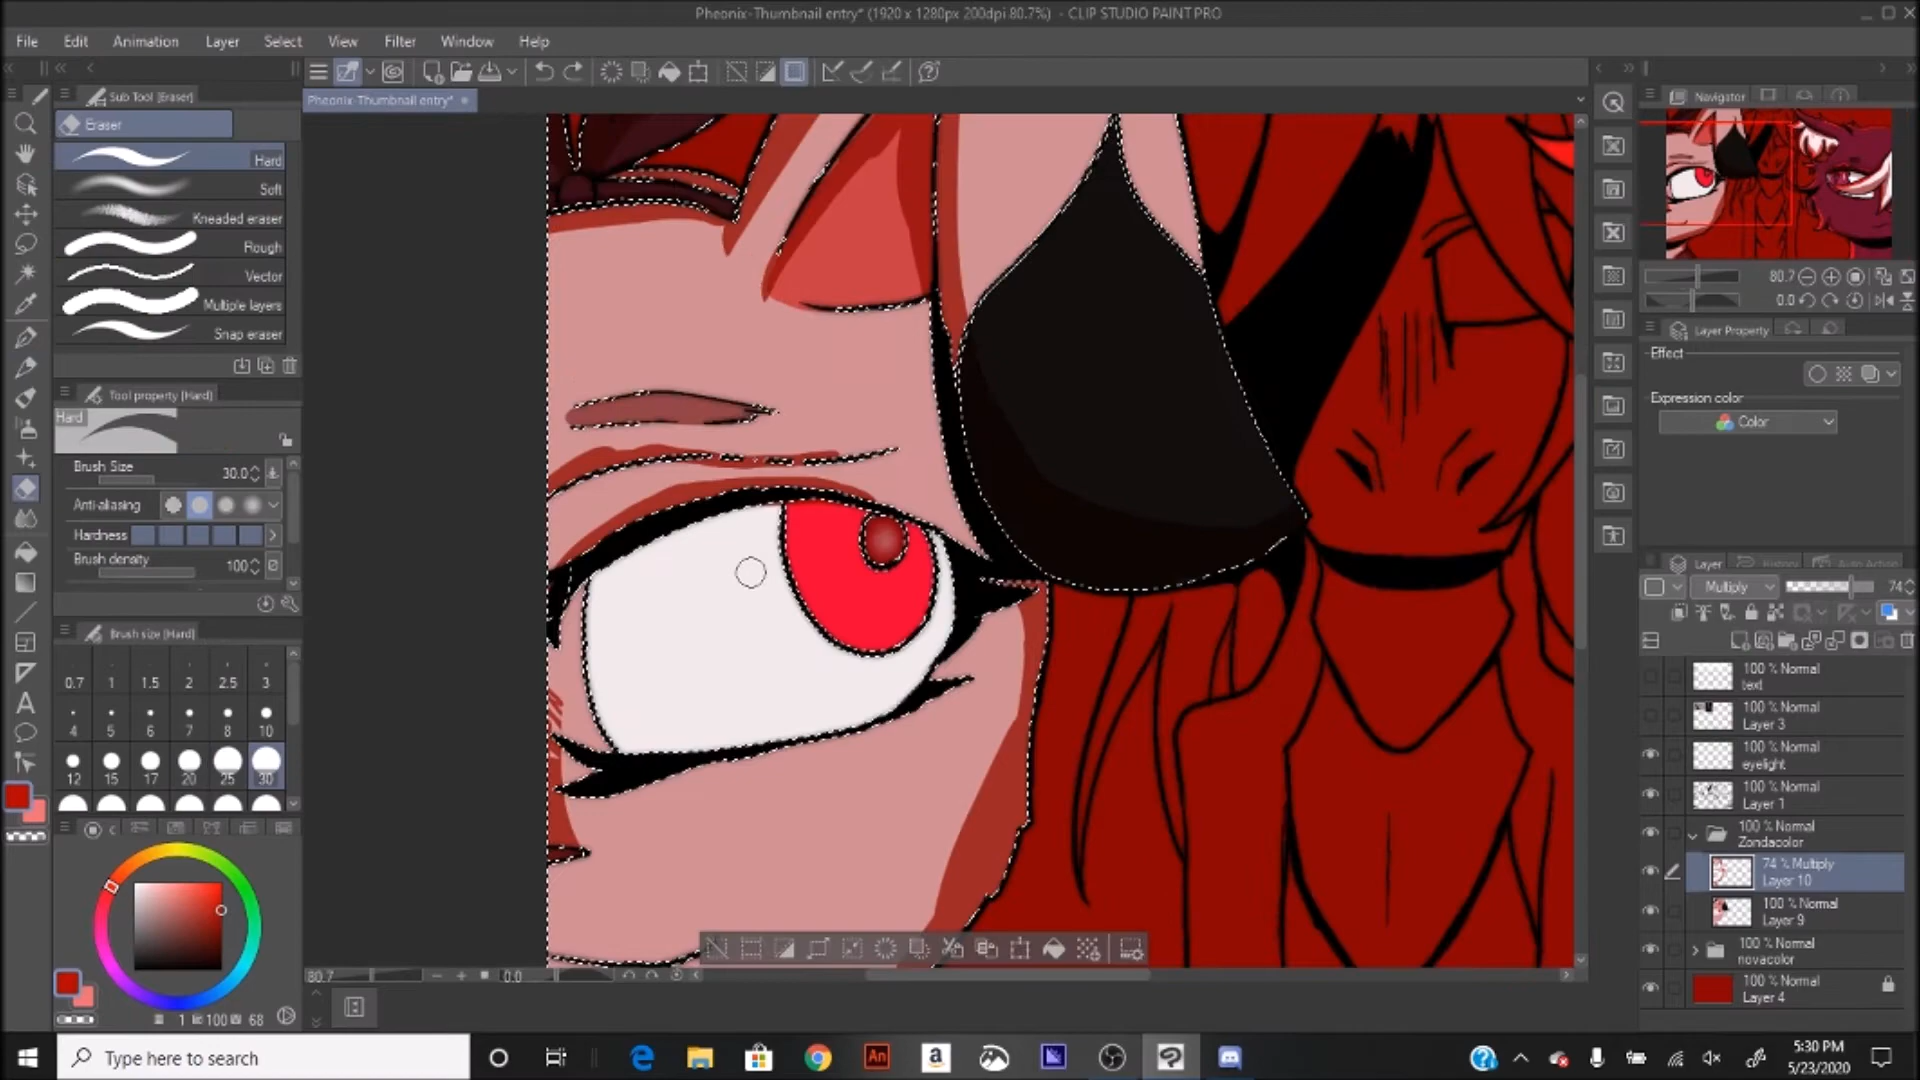 Pheonix-Thumbnail entry* (1920 x 1280px 200dpi 80.7%) - CLIP STUDIO PAINT PRO
File Edit Animation Layer Select View Filter Window Help
Sub Tool [Eraser]
Navigator
Pheonix-Thumbnail entry*
Eraser
Hard
Soft
Kneaded eraser
Rough
Vector
Multiple layers
Snap eraser
80.7
0.0
Layer Property
Effect
Expression color
Color
Tool property [Hard]
Hard
Brush Size 30.0
Anti-aliasing
Hardness
Brush density 100
Layer History Auto Action
Multiply 74
Brush size [Hard]
0.7 1 1.5 2 2.5 3
4 5 6 7 8 10
12 15 17 20 25 30
100 % Normal
text
100 % Normal
Layer 3
100 % Normal
eyelight
100 % Normal
Layer 1
100 % Normal
Zondacolor
74 % Multiply
Layer 10
100 % Normal
Layer 9
100 % Normal
novacolor
100 % Normal
Layer 4
80.7 0.0
1 100 68
Type here to search
An
a
5:30 PM
5/23/2020